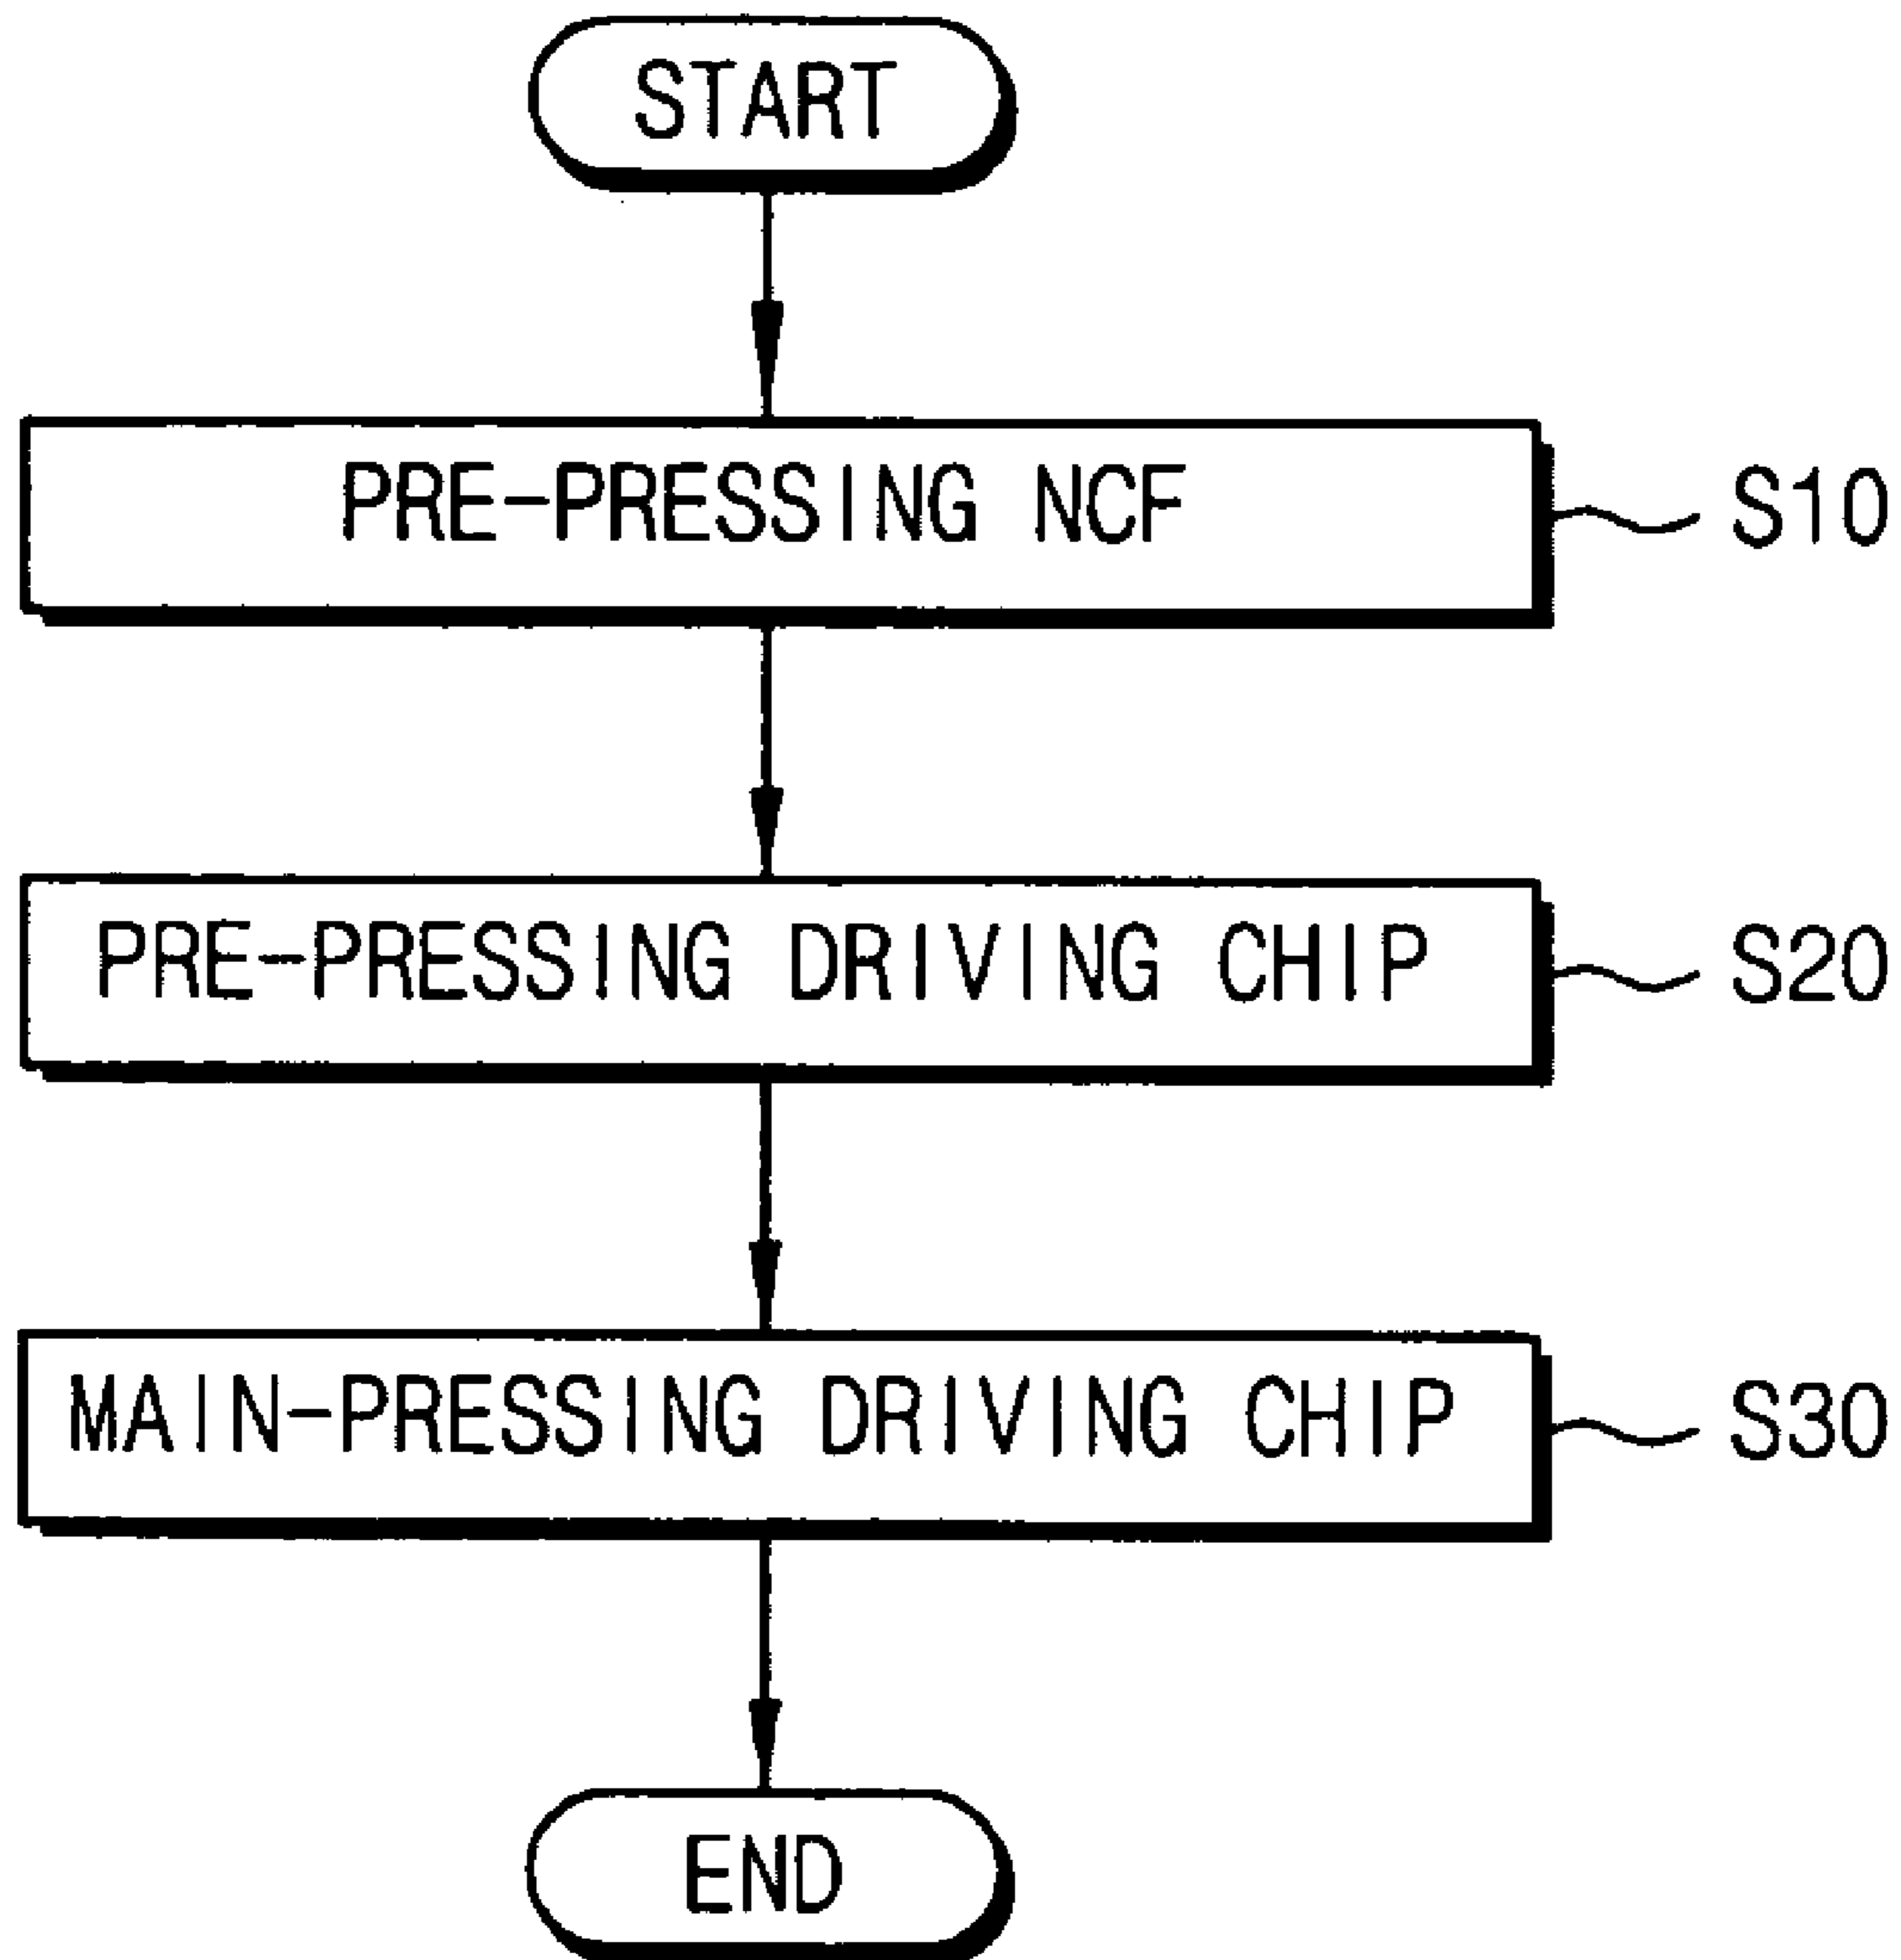 START
PRE-PRESSING NCF
S10
PRE-PRESSING DRIVING CHIP
S20
MAIN-PRESSING DRIVING CHIP
S30
END